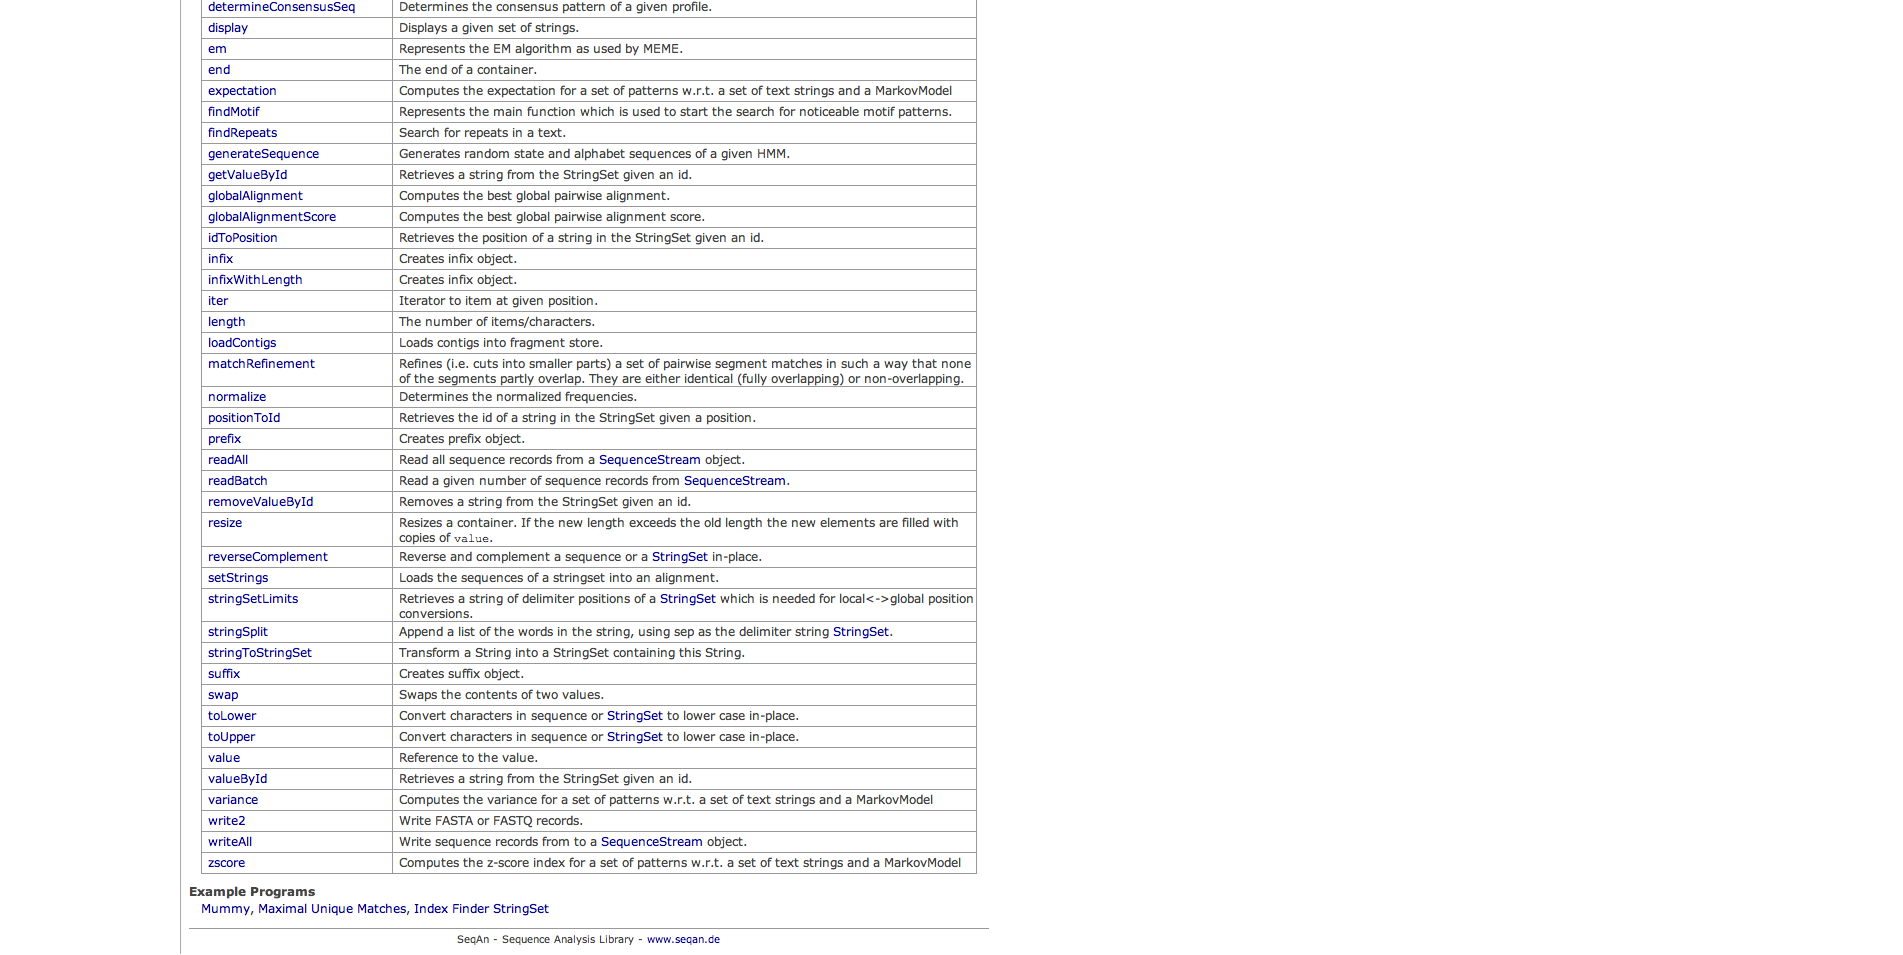 determineConsensusSeq Determines the consensus pattern of a given profile.
display Displays a given set of strings.
em Represents the EM algorithm as used by MEME.
end The end of a container.
expectation Computes the expectation for a set of patterns w.r.t. a set of text strings and a MarkovModel
findMotif Represents the main function which is used to start the search for noticeable motif patterns.
findRepeats Search for repeats in a text.
generateSequence Generates random state and alphabet sequences of a given HMM.
getValueById Retrieves a string from the StringSet given an id.
globalAlignment Computes the best global pairwise alignment.
globalAlignmentScore Computes the best global pairwise alignment score.
idToPosition Retrieves the position of a string in the StringSet given an id.
infix Creates infix object.
infixWithLength Creates infix object.
iter Iterator to item at given position.
length The number of items/characters.
loadContigs Loads contigs into fragment store.
matchRefinement Refines (i.e. cuts into smaller parts) a set of pairwise segment matches in such a way that none
of the segments partly overlap. They are either identical (fully overlapping) or non-overlapping.
normalize Determines the normalized frequencies.
positionToId Retrieves the id of a string in the StringSet given a position.
prefix Creates prefix object.
readAll Read all sequence records from a SequenceStream object.
readBatch Read a given number of sequence records from SequenceStream.
removeValueById Removes a string from the StringSet given an id.
resize Resizes a container. If the new length exceeds the old length the new elements are filled with
copies of value.
reverseComplement Reverse and complement a sequence or a StringSet in-place.
setStrings Loads the sequences of a stringset into an alignment.
stringSetLimits Retrieves a string of delimiter positions of a StringSet which is needed for local<->global position
conversions.
stringSplit Append a list of the words in the string, using sep as the delimiter string StringSet.
stringToStringSet Transform a String into a StringSet containing this String.
suffix Creates suffix object.
swap Swaps the contents of two values.
toLower Convert characters in sequence or StringSet to lower case in-place.
toUpper Convert characters in sequence or StringSet to lower case in-place.
value Reference to the value.
valueById Retrieves a string from the StringSet given an id.
variance Computes the variance for a set of patterns w.r.t. a set of text strings and a MarkovModel
write2 Write FASTA or FASTQ records.
writeAll Write sequence records from to a SequenceStream object.
zscore Computes the z-score index for a set of patterns w.r.t. a set of text strings and a MarkovModel
Example Programs
Mummy, Maximal Unique Matches, Index Finder StringSet
SeqAn - Sequence Analysis Library - www.seqan.de